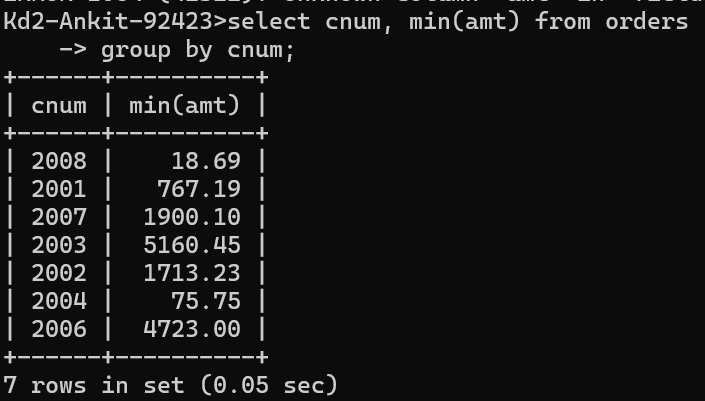 Kd2-Ankit-92423>select cnum, min(amt) from orders
    -> group by cnum;
+------+----------+
| cnum | min(amt) |
+------+----------+
| 2008 |    18.69 |
| 2001 |   767.19 |
| 2007 |  1900.10 |
| 2003 |  5160.45 |
| 2002 |  1713.23 |
| 2004 |    75.75 |
| 2006 |  4723.00 |
+------+----------+
7 rows in set (0.05 sec)